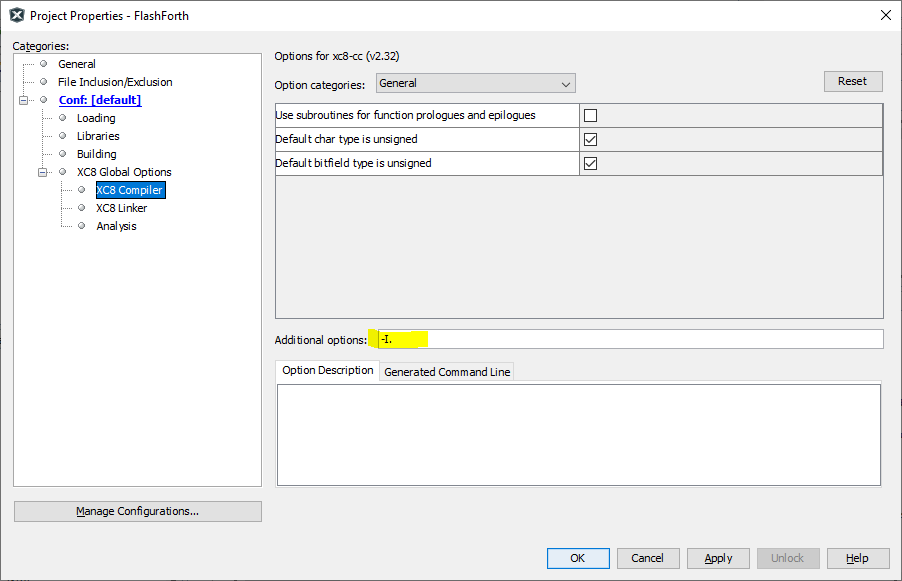 Project Properties - FlashForth
Categories:
General
File Inclusion/Exclusion
Conf: [default]
Loading
Libraries
Building
XC8 Global Options
XC8 Compiler
XC8 Linker
Analysis
Manage Configurations...
Options for xc8-cc (v2.32)
Option categories: General Reset
Use subroutines for function prologues and epilogues
Default char type is unsigned
Default bitfield type is unsigned
Additional options: -I.
Option Description Generated Command Line
OK Cancel Apply Unlock Help